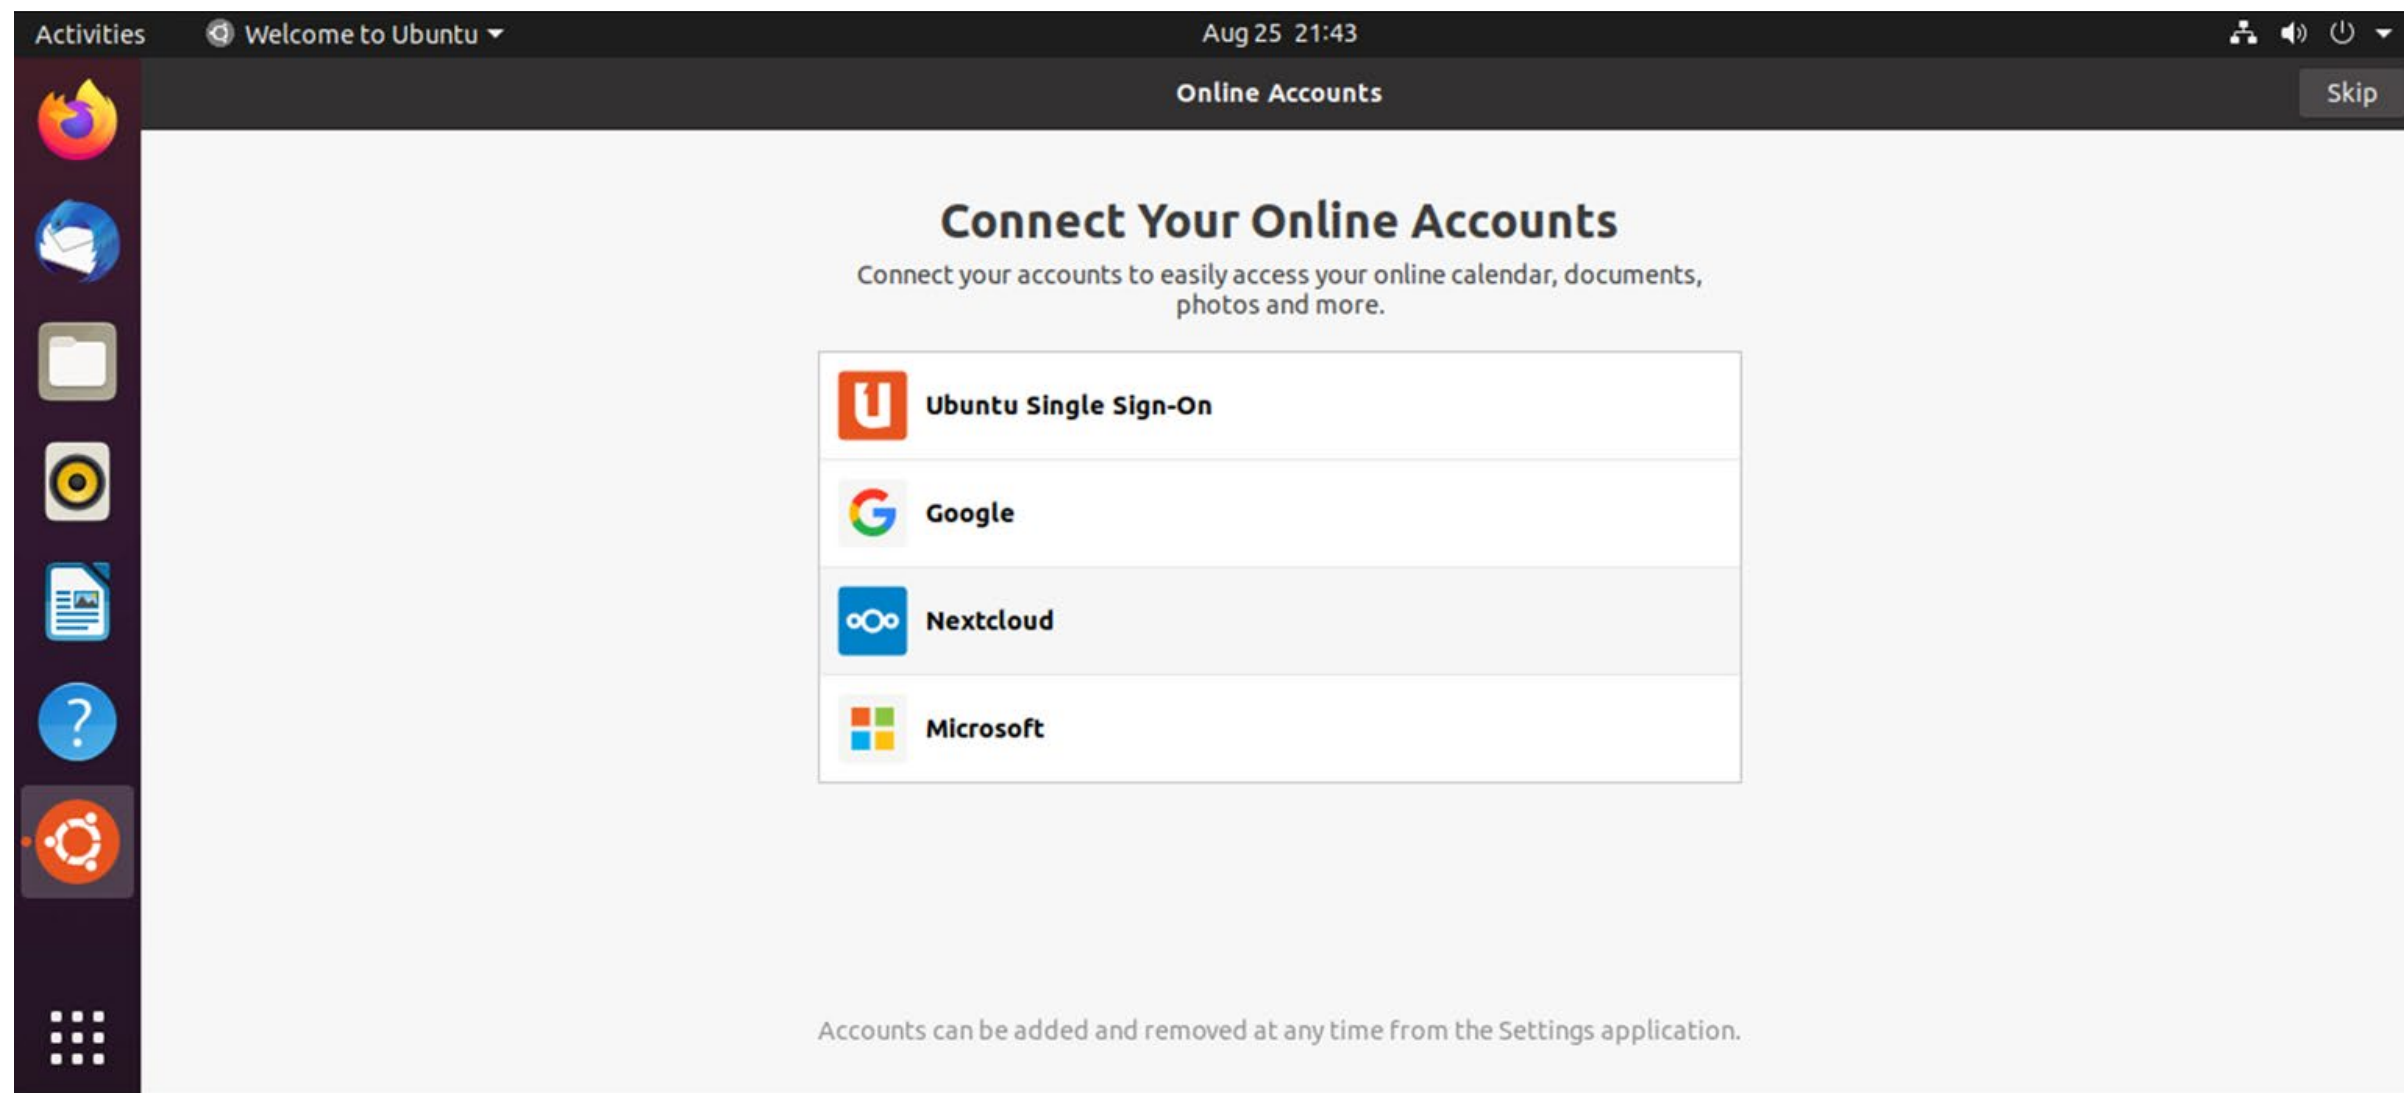 Activities Welcome to Ubuntu Aug 25 21:43
Online Accounts Skip
Connect Your Online Accounts
Connect your accounts to easily access your online calendar, documents,
photos and more.
Ubuntu Single Sign-On
Google
Nextcloud
Microsoft
Accounts can be added and removed at any time from the Settings application.